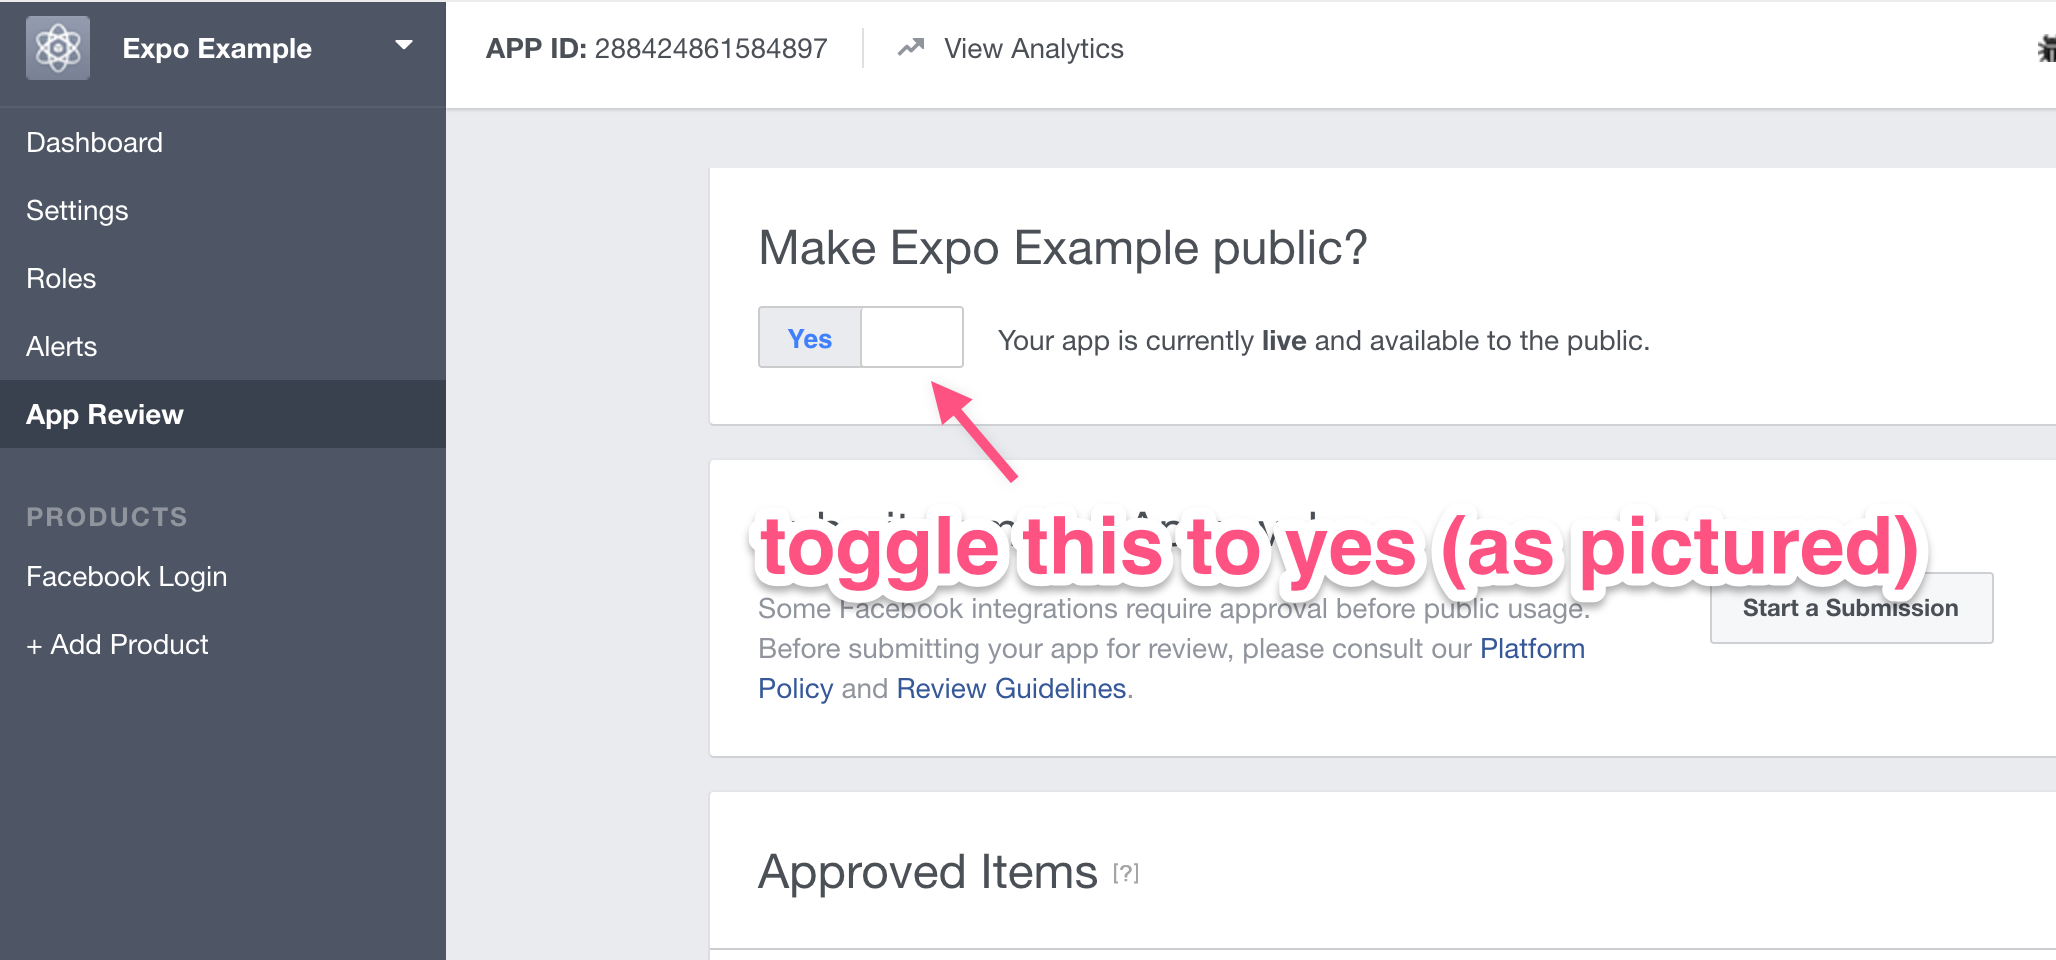 Expo Example
APP ID: 288424861584897
View Analytics
Dashboard
Settings
Roles
Alerts
App Review
PRODUCTS
Facebook Login
+ Add Product
Make Expo Example public?
Yes
Your app is currently live and available to the public.
toggle this to yes (as pictured)
Some Facebook integrations require approval before public usage.
Before submitting your app for review, please consult our Platform
Policy and Review Guidelines.
Start a Submission
Approved Items [?]